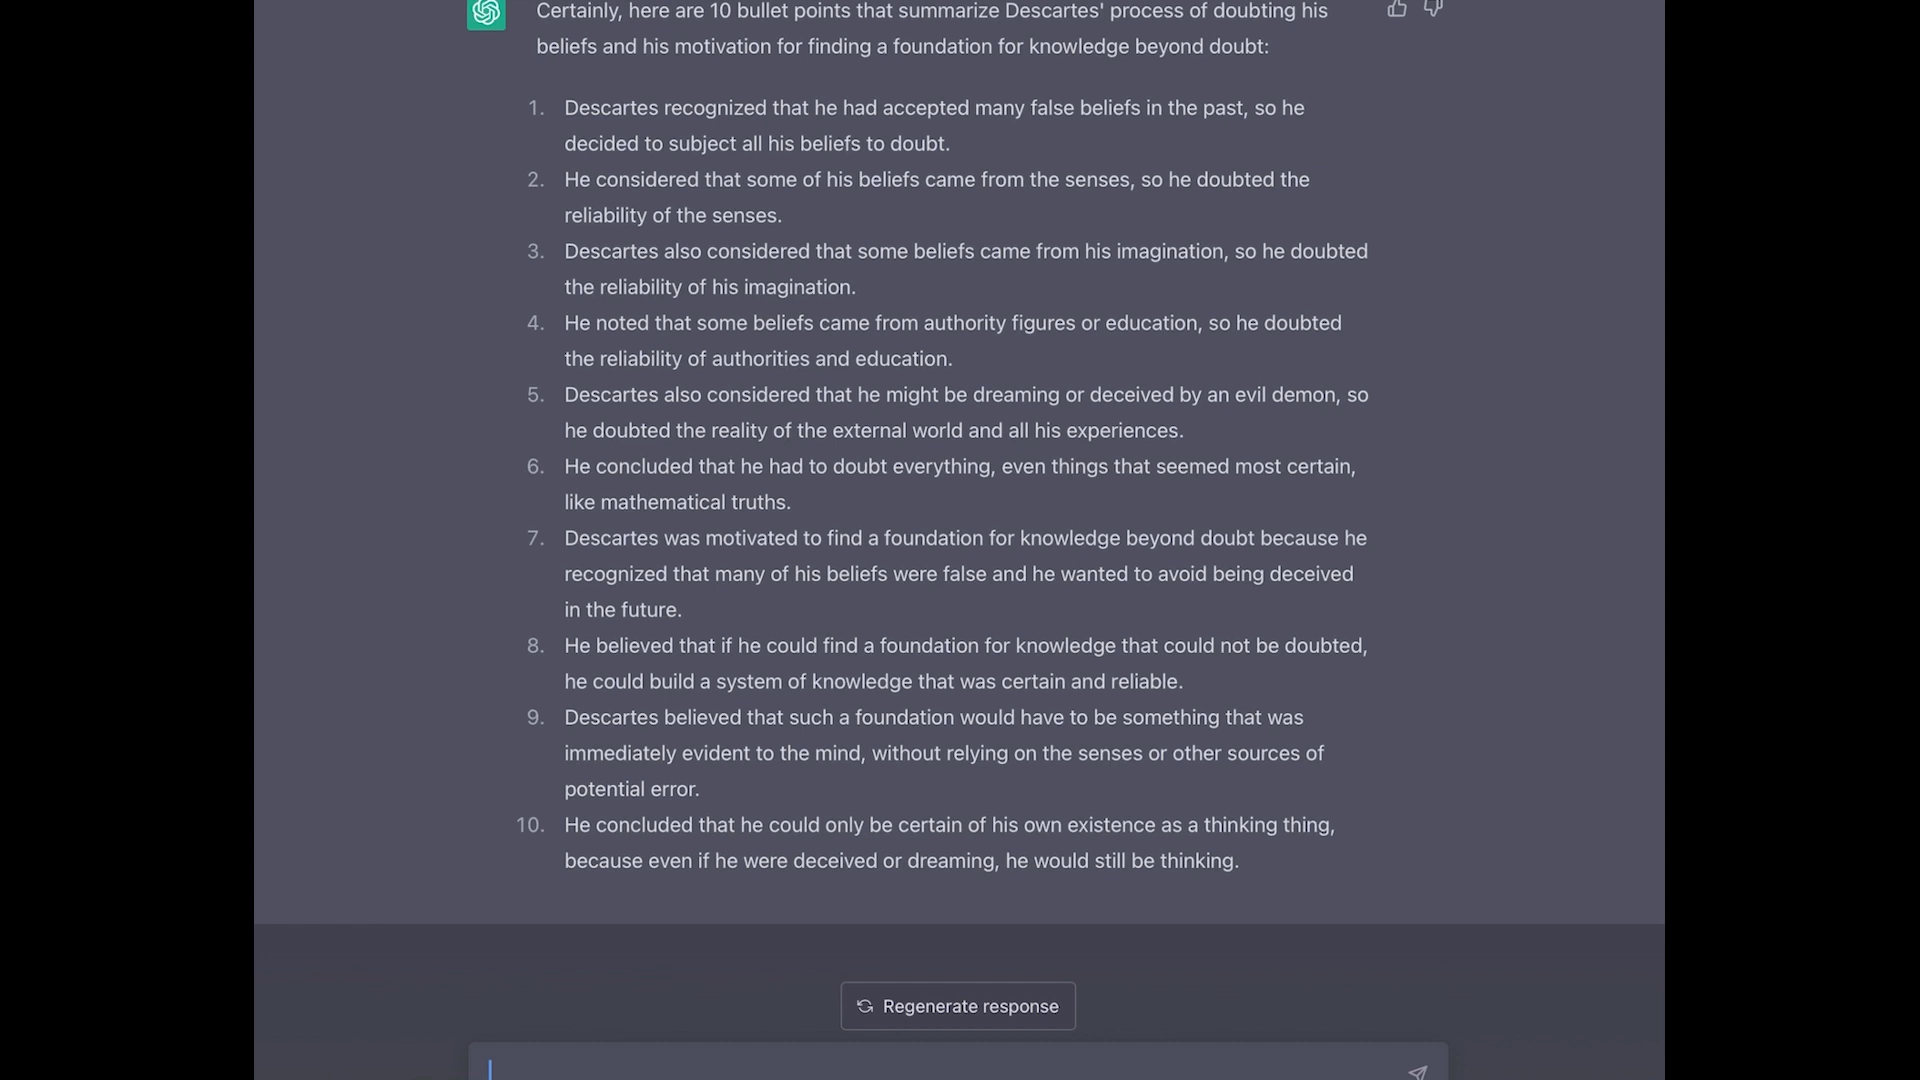 Certainly, here are 10 bullet points that summarize Descartes' process of doubting his
beliefs and his motivation for finding a foundation for knowledge beyond doubt:
1. Descartes recognized that he had accepted many false beliefs in the past, so he
decided to subject all his beliefs to doubt.
2. He considered that some of his beliefs came from the senses, so he doubted the
reliability of the senses.
3. Descartes also considered that some beliefs came from his imagination, so he doubted
the reliability of his imagination.
4. He noted that some beliefs came from authority figures or education, so he doubted
the reliability of authorities and education.
5. Descartes also considered that he might be dreaming or deceived by an evil demon, so
he doubted the reality of the external world and all his experiences.
6. He concluded that he had to doubt everything, even things that seemed most certain,
like mathematical truths.
7. Descartes was motivated to find a foundation for knowledge beyond doubt because he
recognized that many of his beliefs were false and he wanted to avoid being deceived
in the future.
8. He believed that if he could find a foundation for knowledge that could not be doubted,
he could build a system of knowledge that was certain and reliable.
9. Descartes believed that such a foundation would have to be something that was
immediately evident to the mind, without relying on the senses or other sources of
potential error.
10. He concluded that he could only be certain of his own existence as a thinking thing,
because even if he were deceived or dreaming, he would still be thinking.
Regenerate response